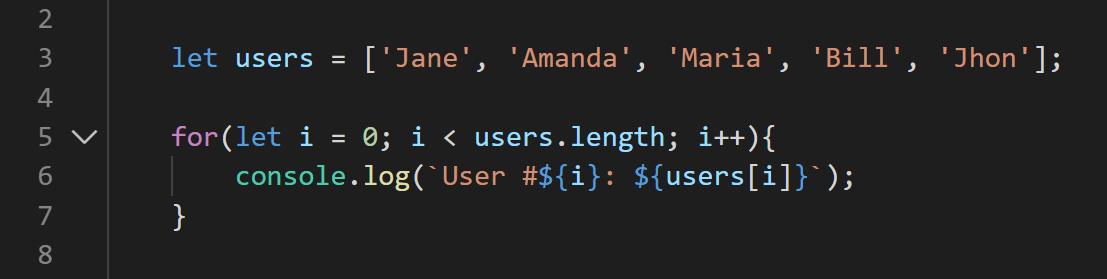 2
3 let users = ['Jane', 'Amanda', 'Maria', 'Bill', 'Jhon'];
4
5 for(let i = 0; i < users.length; i++){
6 console.log(`User #${i}: ${users[i]}`);
7 }
8